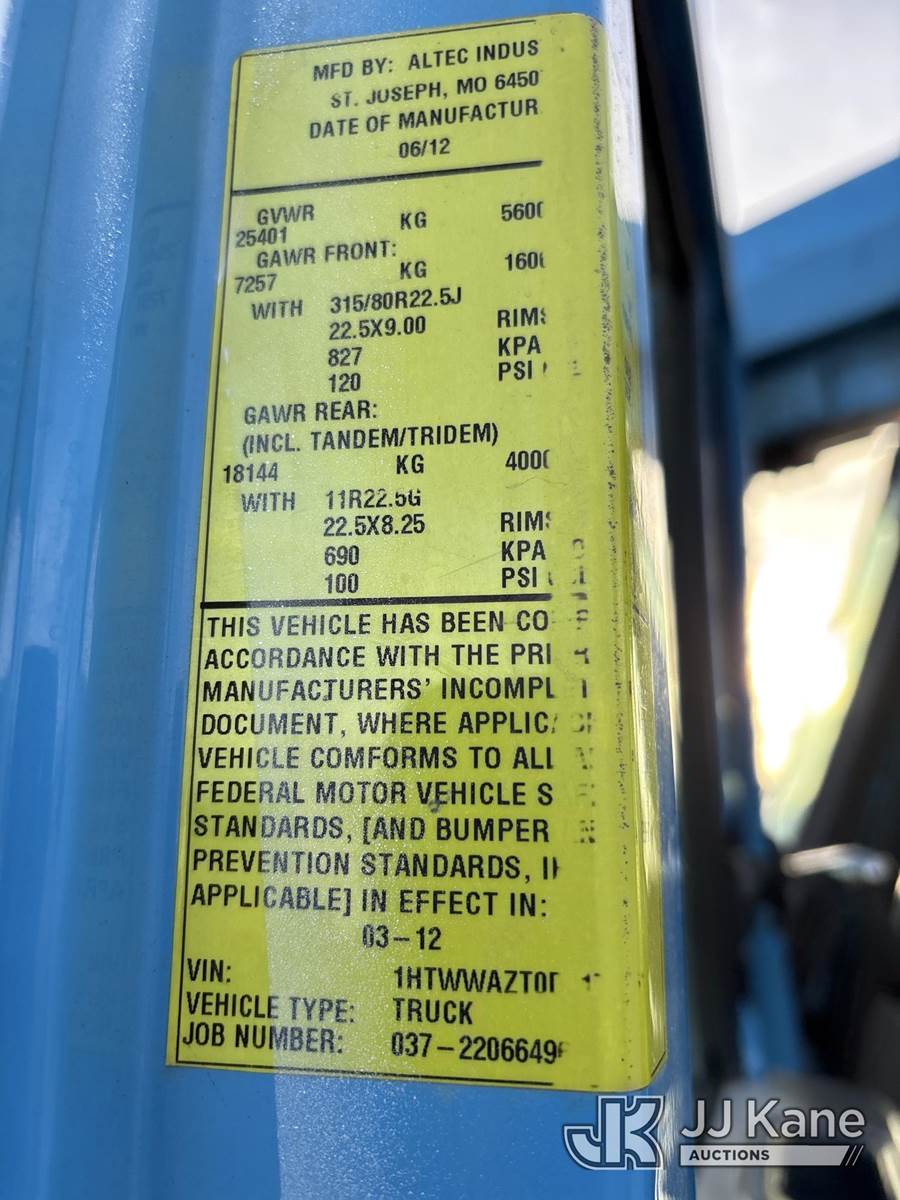 MFD BY: ALTEC INDUS
ST. JOSEPH, MO 6450
DATE OF MANUFACTUR
06/12
GVWR
25401 KG 5600
GAWR FRONT:
7257 KG 1600
WITH 315/80R22.5J
22.5X9.00 RIMS
827 KPA
120 PSI
GAWR REAR:
(INCL. TANDEM/TRIDEM)
18144 KG 4000
WITH 11R22.5G
22.5X8.25 RIMS
690 KPA
100 PSI
THIS VEHICLE HAS BEEN CO
ACCORDANCE WITH THE PRI
MANUFACTURERS' INCOMPL
DOCUMENT, WHERE APPLIC
VEHICLE COMFORMS TO ALL
FEDERAL MOTOR VEHICLE S
STANDARDS, [AND BUMPER
PREVENTION STANDARDS, I
APPLICABLE] IN EFFECT IN:
03-12
VIN: 1HTWWAZT0
VEHICLE TYPE: TRUCK
JOB NUMBER: 037-2206649
JK JJ Kane
AUCTIONS